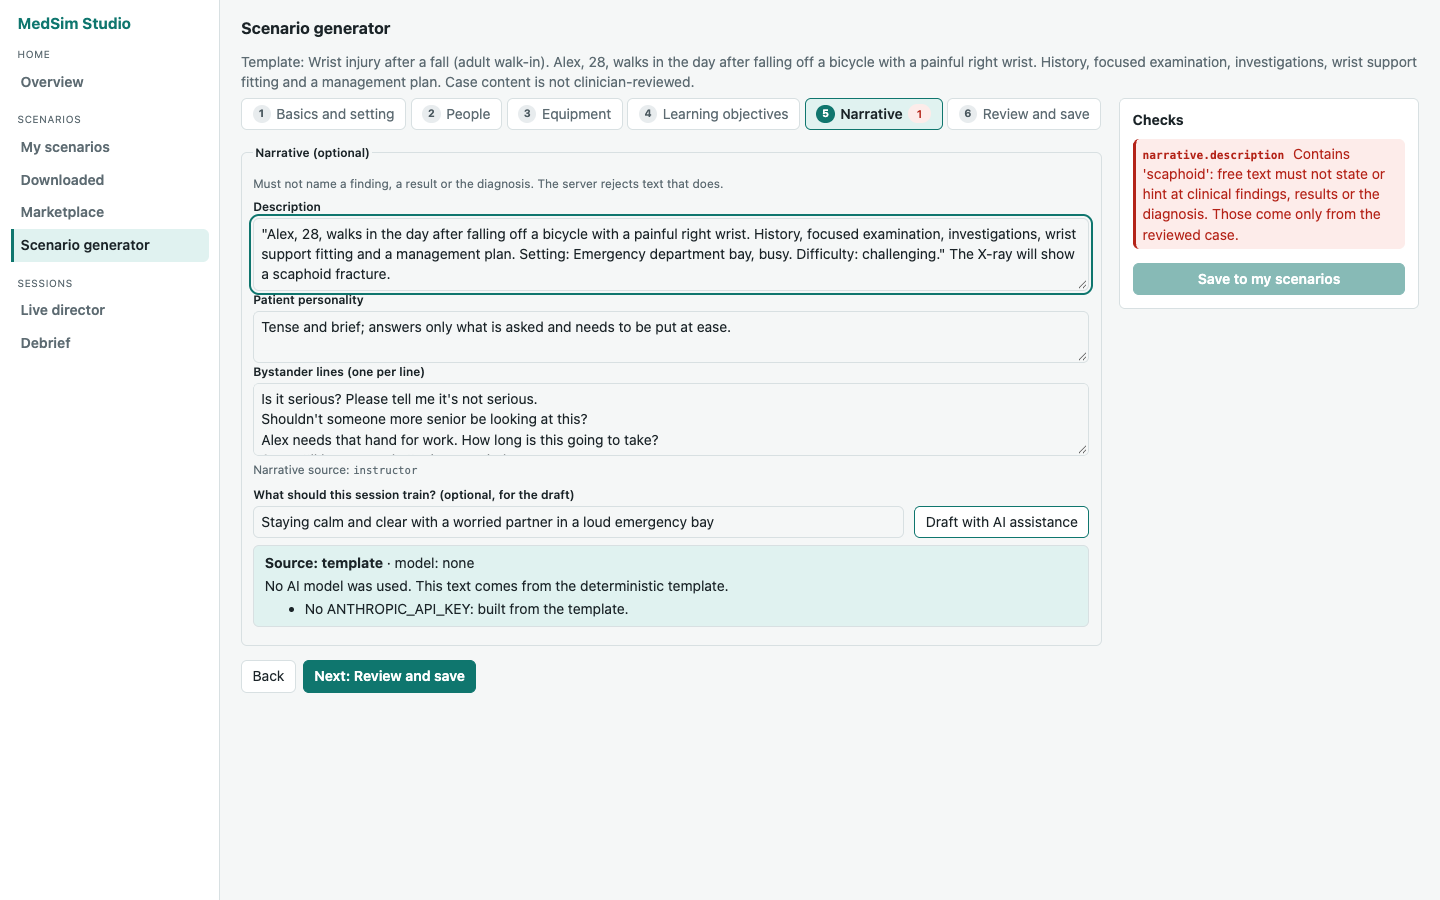 MedSim Studio
HOME
Overview
SCENARIOS
My scenarios
Downloaded
Marketplace
Scenario generator
SESSIONS
Live director
Debrief
Scenario generator
Template: Wrist injury after a fall (adult walk-in). Alex, 28, walks in the day after falling off a bicycle with a painful right wrist. History, focused examination, investigations, wrist support
fitting and a management plan. Case content is not clinician-reviewed.
1 Basics and setting
2 People
3 Equipment
4 Learning objectives
5 Narrative 1
6 Review and save
Narrative (optional)
Must not name a finding, a result or the diagnosis. The server rejects text that does.
Description
"Alex, 28, walks in the day after falling off a bicycle with a painful right wrist. History, focused examination, investigations, wrist
support fitting and a management plan. Setting: Emergency department bay, busy. Difficulty: challenging." The X-ray will show
a scaphoid fracture.
Patient personality
Tense and brief; answers only what is asked and needs to be put at ease.
Bystander lines (one per line)
Is it serious? Please tell me it's not serious.
Shouldn't someone more senior be looking at this?
Alex needs that hand for work. How long is this going to take?
Narrative source: instructor
What should this session train? (optional, for the draft)
Staying calm and clear with a worried partner in a loud emergency bay
Draft with AI assistance
Source: template · model: none
No AI model was used. This text comes from the deterministic template.
• No ANTHROPIC_API_KEY: built from the template.
Back
Next: Review and save
Checks
narrative.description Contains
'scaphoid': free text must not state or
hint at clinical findings, results or the
diagnosis. Those come only from the
reviewed case.
Save to my scenarios